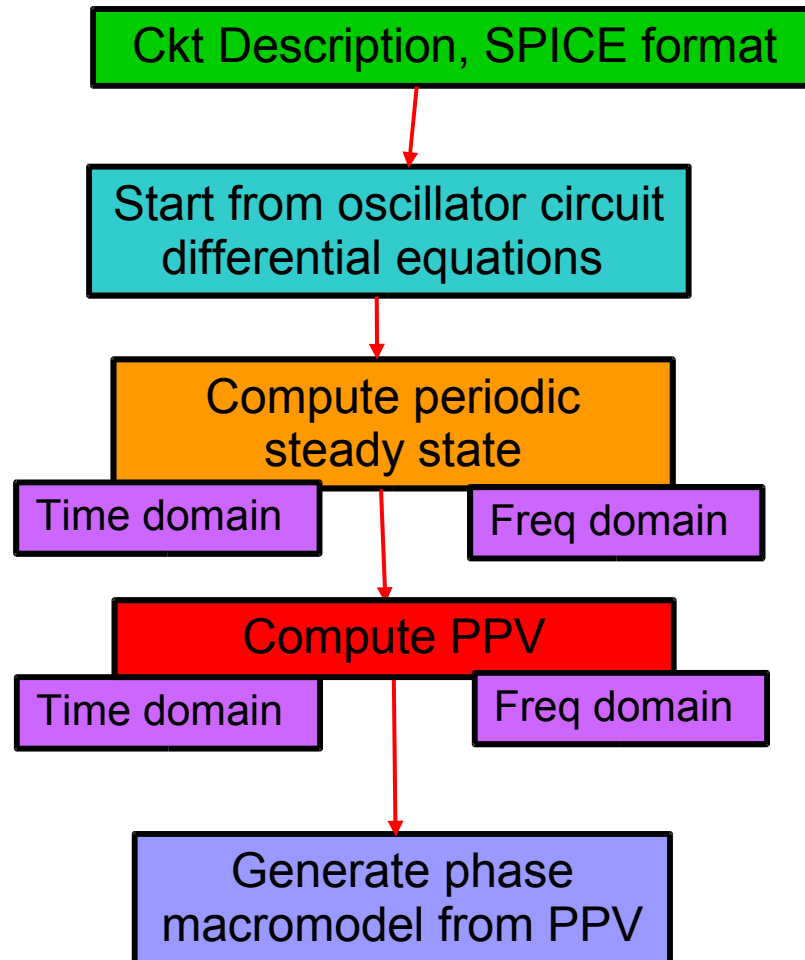 Ckt Description, SPICE format
Start from oscillator circuit
differential equations
Compute periodic
steady state
Time domain
Freq domain
Compute PPV
Time domain
Freq domain
Generate phase
macromodel from PPV